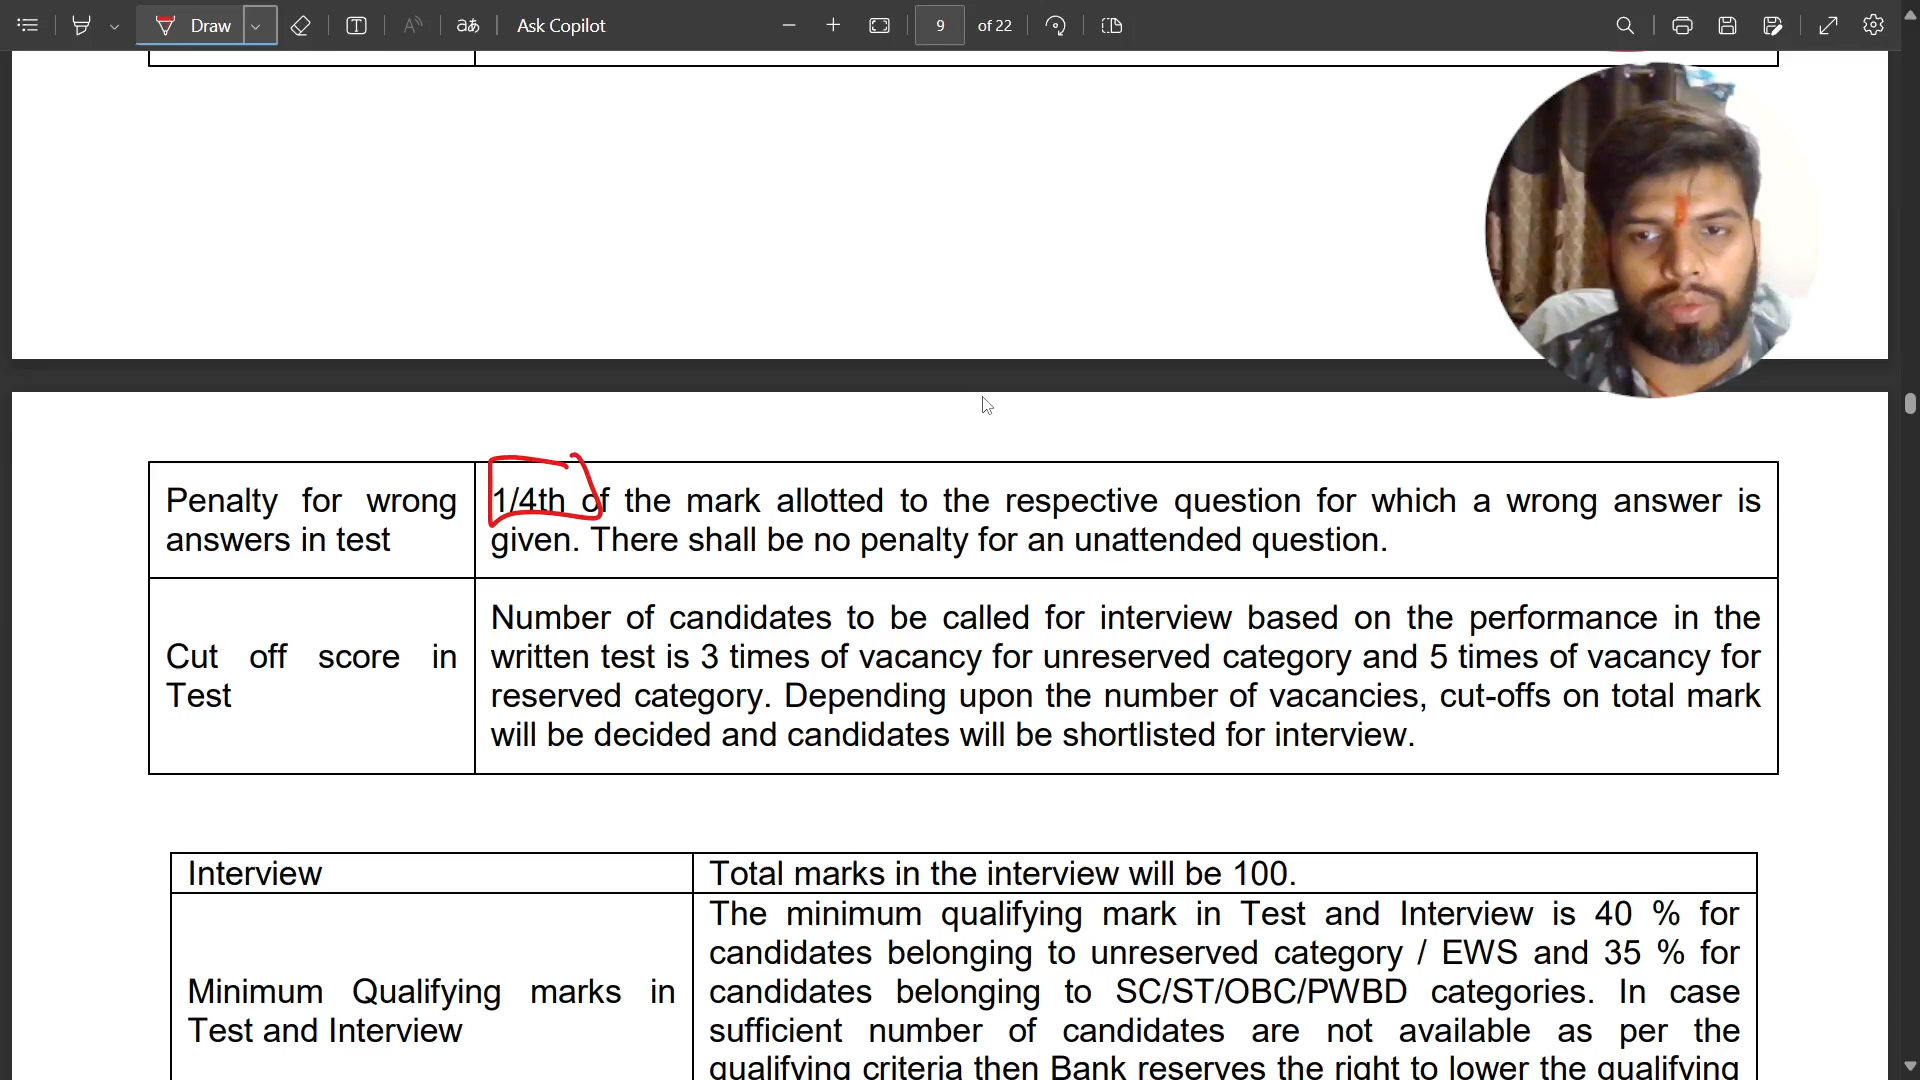 Draw
Ask Copilot
9
of 22
Penalty for wrong
answers in test
1/4th of the mark allotted to the respective question for which a wrong answer is
given. There shall be no penalty for an unattended question.
Cut off score in
Test
Number of candidates to be called for interview based on the performance in the
written test is 3 times of vacancy for unreserved category and 5 times of vacancy for
reserved category. Depending upon the number of vacancies, cut-offs on total mark
will be decided and candidates will be shortlisted for interview.
Interview
Total marks in the interview will be 100.
Minimum Qualifying marks in
Test and Interview
The minimum qualifying mark in Test and Interview is 40 % for
candidates belonging to unreserved category / EWS and 35 % for
candidates belonging to SC/ST/OBC/PWBD categories. In case
sufficient number of candidates are not available as per the
qualifying criteria then Bank reserves the right to lower the qualifying